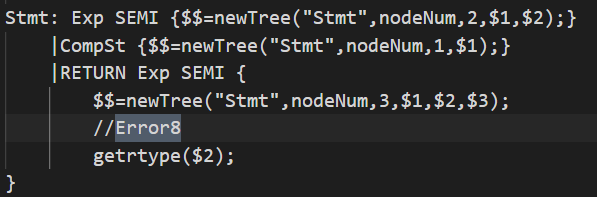 Stmt: Exp SEMI {$$=newTree("Stmt",nodeNum,2,$1,$2);}
|CompSt {$$=newTree("Stmt",nodeNum,1,$1);}
|RETURN Exp SEMI {
$$=newTree("Stmt",nodeNum,3,$1,$2,$3);
//Error8
getrtype($2);
}